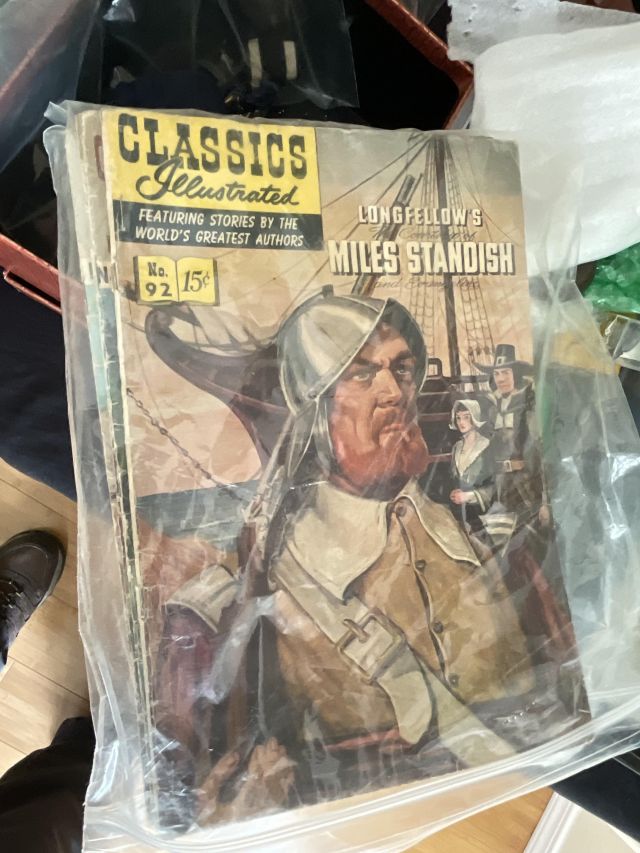 CLASSICS
Illustrated
FEATURING STORIES BY THE
WORLD'S GREATEST AUTHORS
No.
92
15¢
LONGFELLOW'S
MILES STANDISH